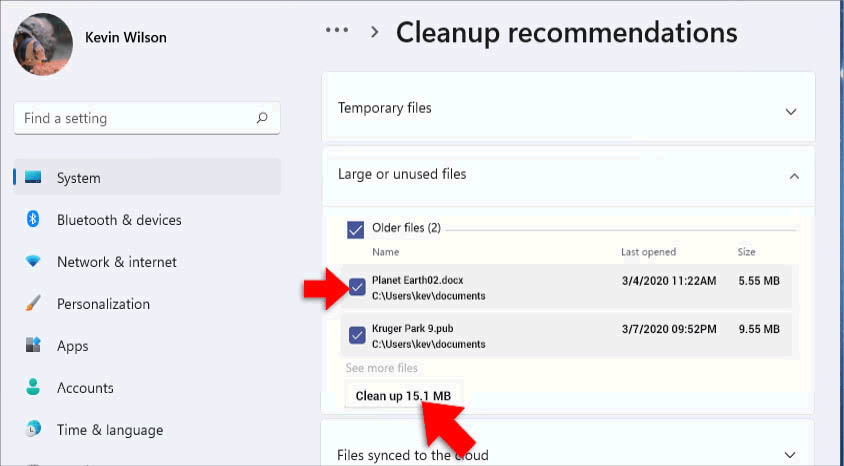 Kevin Wilson
Find a setting
System
Bluetooth & devices
Network & internet
Personalization
Apps
Accounts
Time & language
••• > Cleanup recommendations
Temporary files
Large or unused files
Older files (2)
Name Last opened Size
Planet Earth02.docx 3/4/2020 11:22AM 5.55 MB
C:\Users\kev\documents
Kruger Park 9.pub 3/7/2020 09:52PM 9.55 MB
C:\Users\kev\documents
See more files
Clean up 15.1 MB
Files synced to the cloud